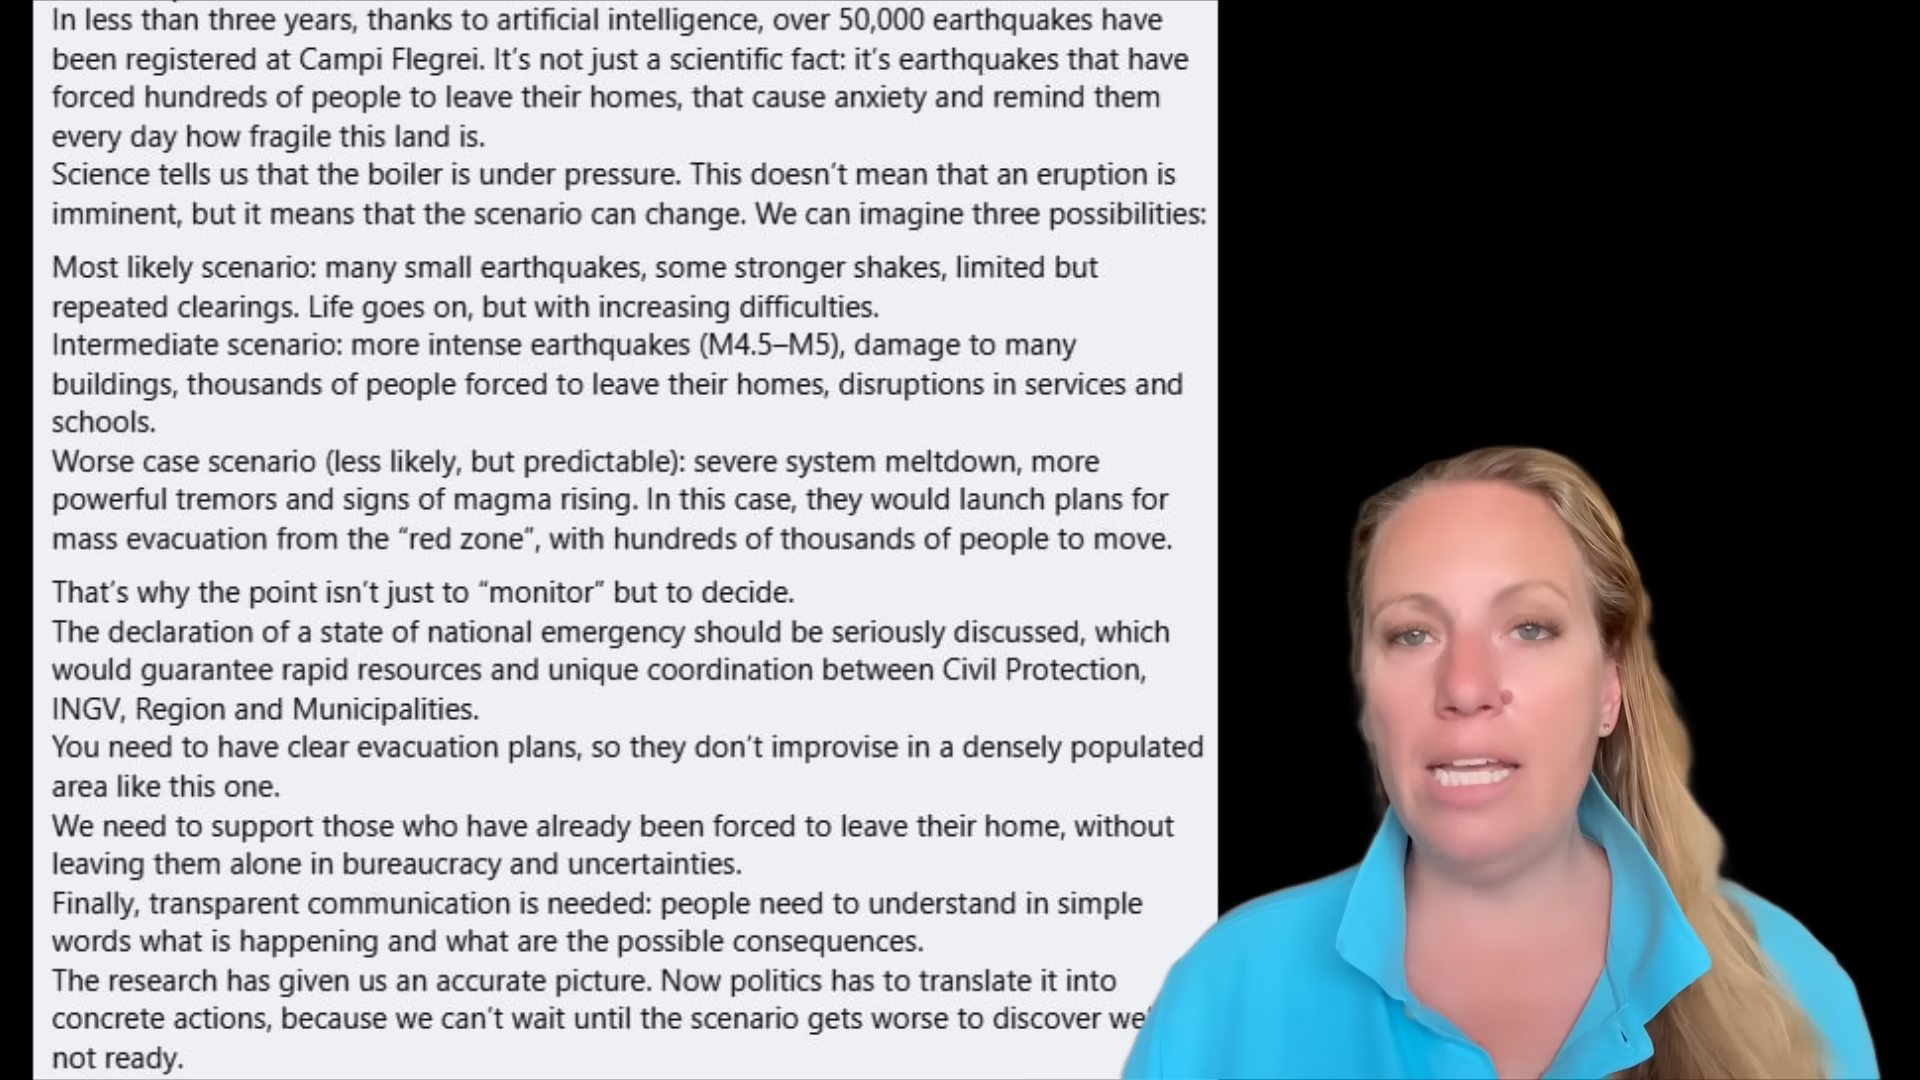 In less than three years, thanks to artificial intelligence, over 50,000 earthquakes have
been registered at Campi Flegrei. It's not just a scientific fact: it's earthquakes that have
forced hundreds of people to leave their homes, that cause anxiety and remind them
every day how fragile this land is.
Science tells us that the boiler is under pressure. This doesn't mean that an eruption is
imminent, but it means that the scenario can change. We can imagine three possibilities:
Most likely scenario: many small earthquakes, some stronger shakes, limited but
repeated clearings. Life goes on, but with increasing difficulties.
Intermediate scenario: more intense earthquakes (M4.5–M5), damage to many
buildings, thousands of people forced to leave their homes, disruptions in services and
schools.
Worse case scenario (less likely, but predictable): severe system meltdown, more
powerful tremors and signs of magma rising. In this case, they would launch plans for
mass evacuation from the “red zone”, with hundreds of thousands of people to move.
That's why the point isn't just to “monitor” but to decide.
The declaration of a state of national emergency should be seriously discussed, which
would guarantee rapid resources and unique coordination between Civil Protection,
INGV, Region and Municipalities.
You need to have clear evacuation plans, so they don't improvise in a densely populated
area like this one.
We need to support those who have already been forced to leave their home, without
leaving them alone in bureaucracy and uncertainties.
Finally, transparent communication is needed: people need to understand in simple
words what is happening and what are the possible consequences.
The research has given us an accurate picture. Now politics has to translate it into
concrete actions, because we can't wait until the scenario gets worse to discover we'
not ready.